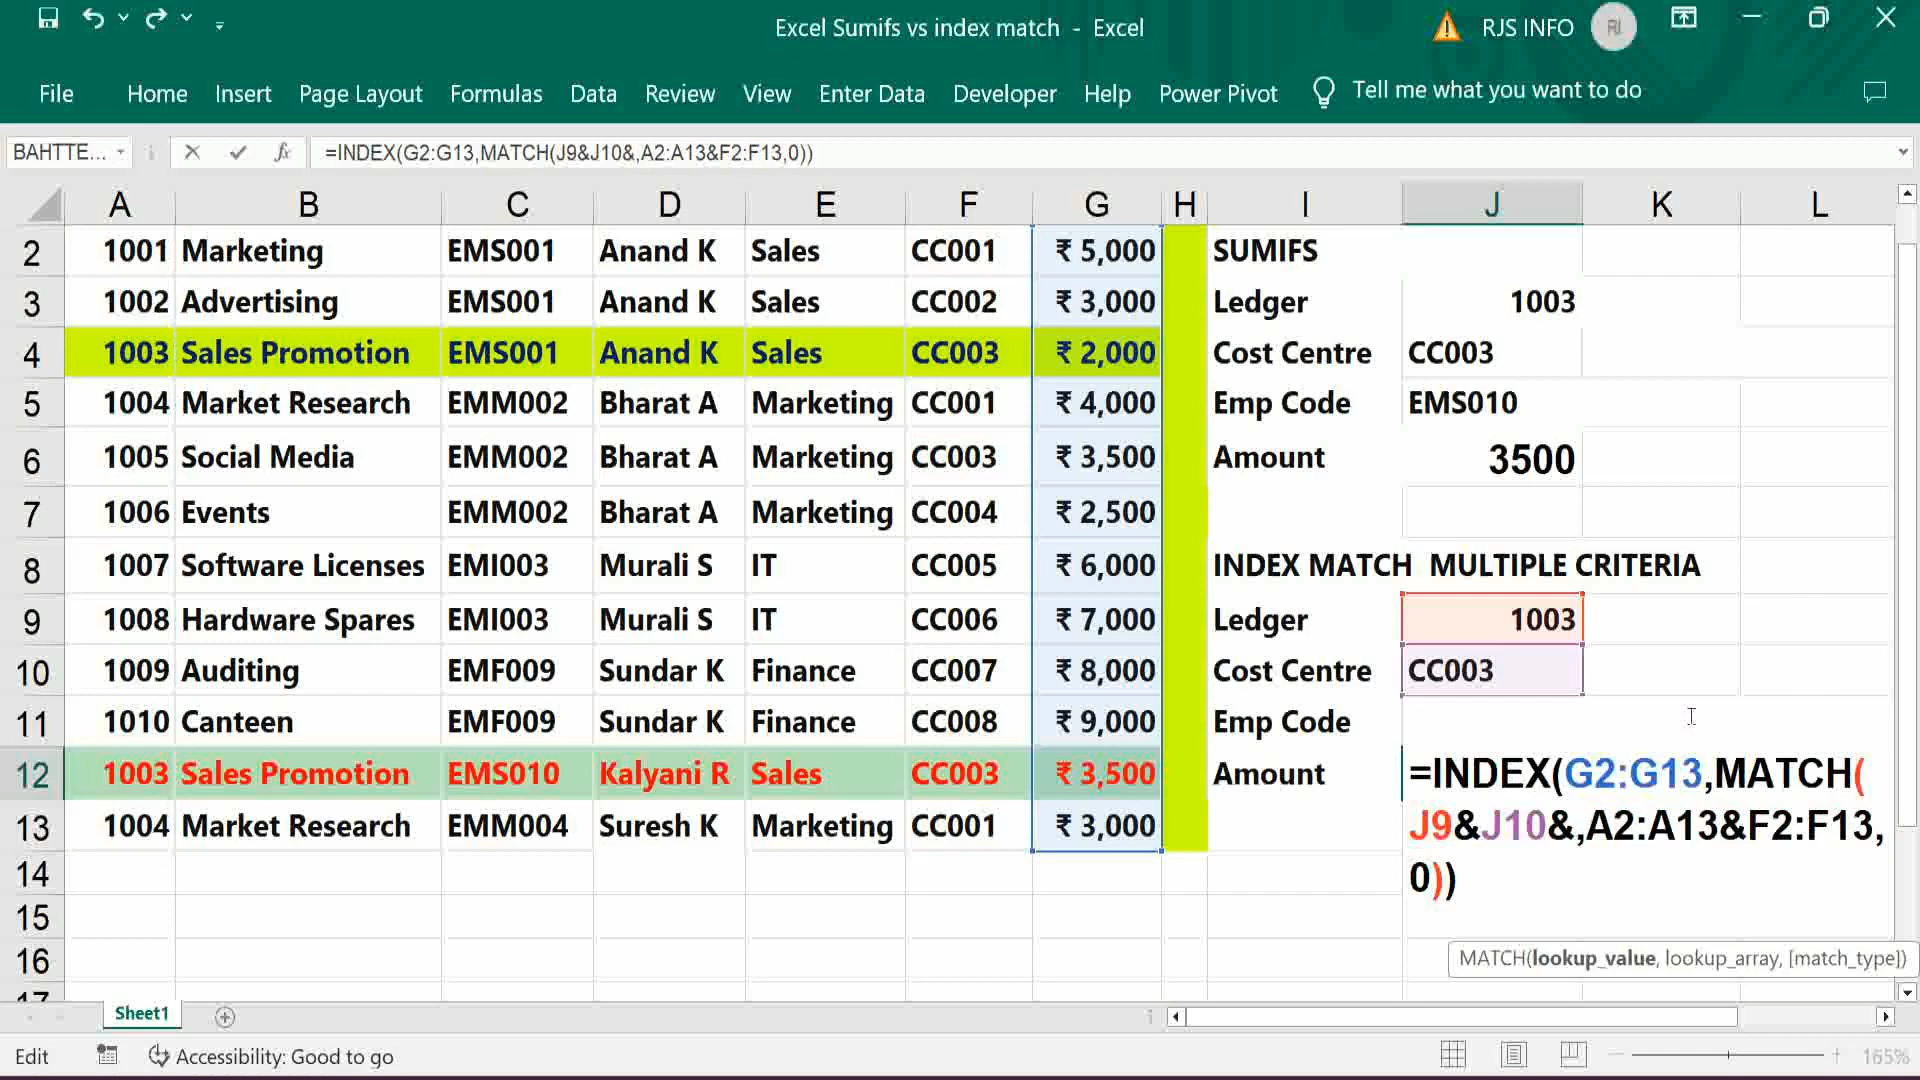 Excel Sumifs vs index match - Excel
RJS INFO
RI
File Home Insert Page Layout Formulas Data Review View Enter Data Developer Help Power Pivot Tell me what you want to do
BAHTTE... fx =INDEX(G2:G13,MATCH(J9&J10&,A2:A13&F2:F13,0))
A B C D E F G H I J K L
2 1001 Marketing EMS001 Anand K Sales CC001 ₹ 5,000 SUMIFS
3 1002 Advertising EMS001 Anand K Sales CC002 ₹ 3,000 Ledger 1003
4 1003 Sales Promotion EMS001 Anand K Sales CC003 ₹ 2,000 Cost Centre CC003
5 1004 Market Research EMM002 Bharat A Marketing CC001 ₹ 4,000 Emp Code EMS010
6 1005 Social Media EMM002 Bharat A Marketing CC003 ₹ 3,500 Amount 3500
7 1006 Events EMM002 Bharat A Marketing CC004 ₹ 2,500
8 1007 Software Licenses EMI003 Murali S IT CC005 ₹ 6,000 INDEX MATCH MULTIPLE CRITERIA
9 1008 Hardware Spares EMI003 Murali S IT CC006 ₹ 7,000 Ledger 1003
10 1009 Auditing EMF009 Sundar K Finance CC007 ₹ 8,000 Cost Centre CC003
11 1010 Canteen EMF009 Sundar K Finance CC008 ₹ 9,000 Emp Code
12 1003 Sales Promotion EMS010 Kalyani R Sales CC003 ₹ 3,500 Amount =INDEX(G2:G13,MATCH(
13 1004 Market Research EMM004 Suresh K Marketing CC001 ₹ 3,000 J9&J10&,A2:A13&F2:F13,
14 0))
15
16 MATCH(lookup_value, lookup_array, [match_type])
17
Sheet1
Edit Accessibility: Good to go 165%